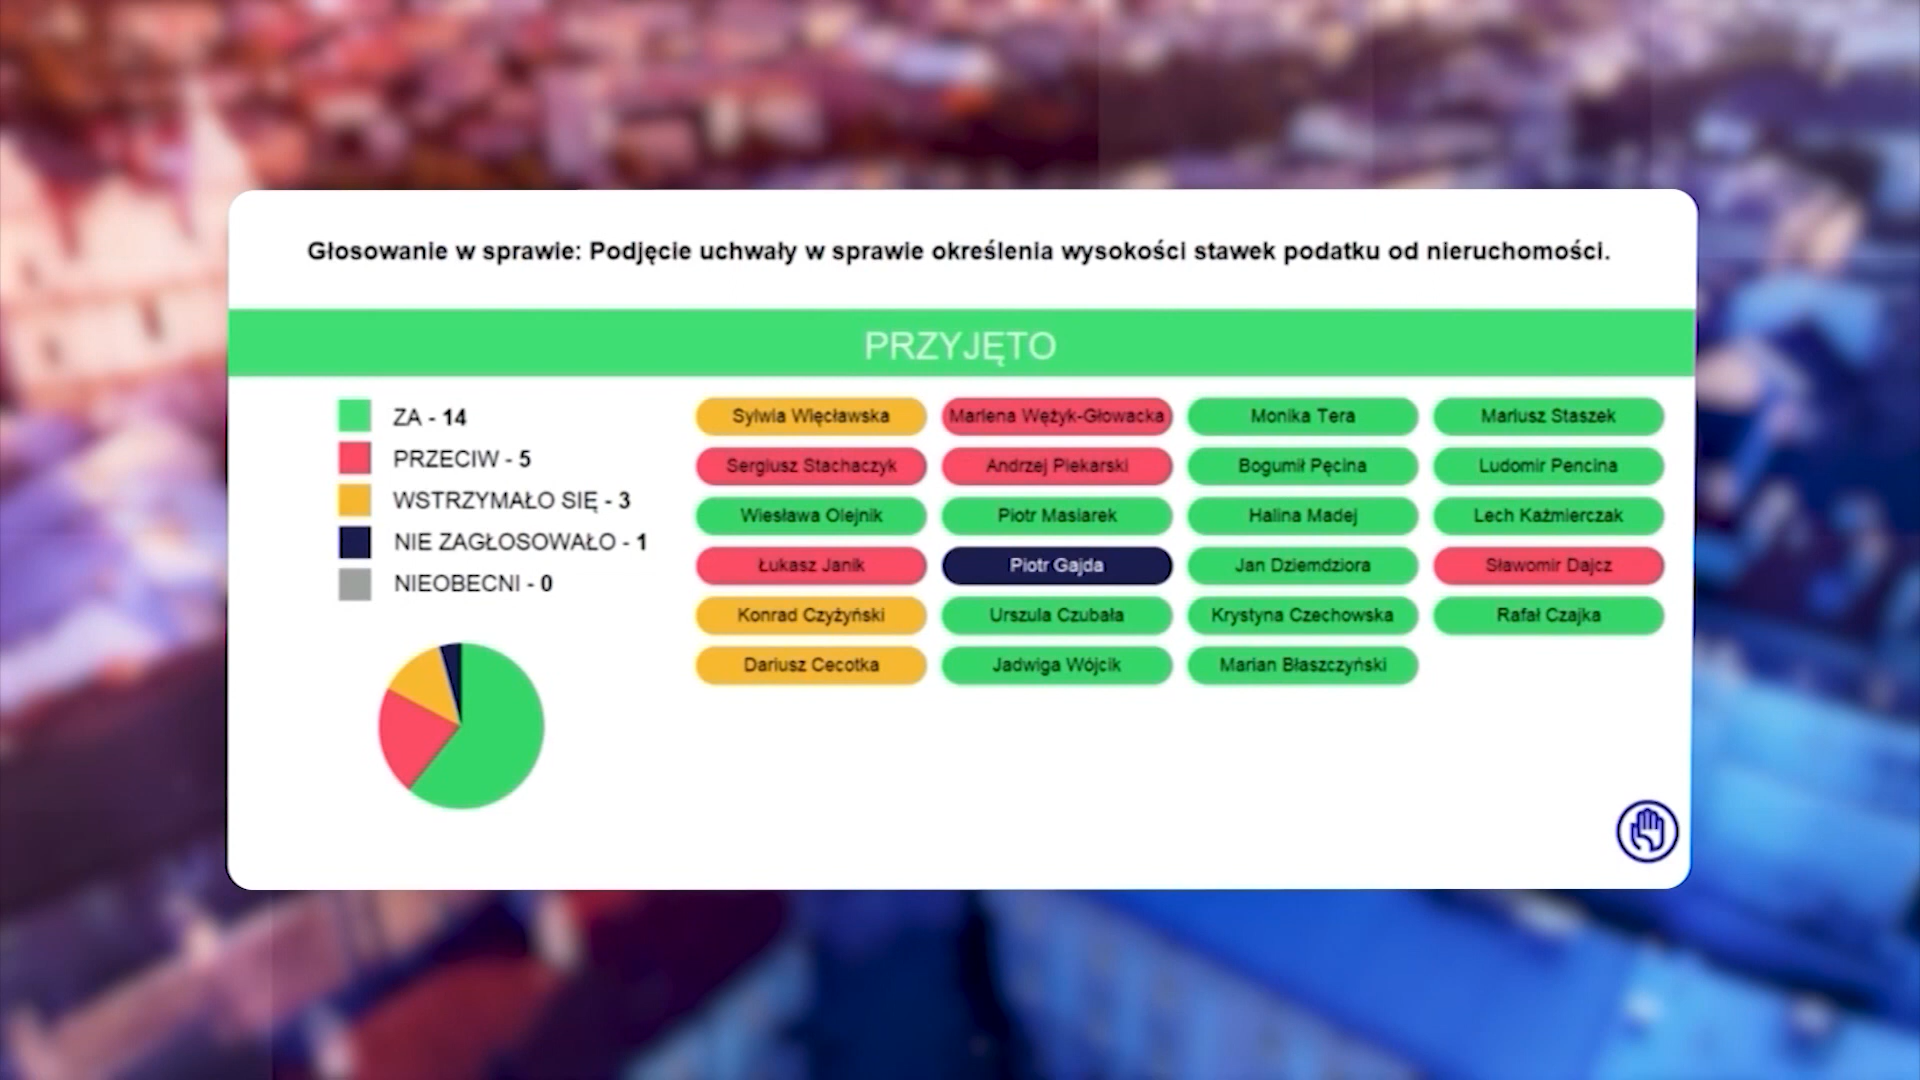 Głosowanie w sprawie: Podjęcie uchwały w sprawie określenia wysokości stawek podatku od nieruchomości.
PRZYJĘTO
ZA - 14
PRZECIW - 5
WSTRZYMAŁO SIĘ - 3
NIE ZAGŁOSOWAŁO - 1
NIEOBECNI - 0
Sylwia Więcławska Marlena Wężyk-Głowacka Monika Tera Mariusz Staszek
Sergiusz Stachaczyk Andrzej Piekarski Bogumił Pęcina Ludomir Pencina
Wiesława Olejnik Piotr Masiarek Halina Madej Lech Kaźmierczak
Łukasz Janik Piotr Gajda Jan Dziemdziora Sławomir Dajcz
Konrad Czyżyński Urszula Czubała Krystyna Czechowska Rafał Czajka
Dariusz Cecotka Jadwiga Wójcik Marian Błaszczyński